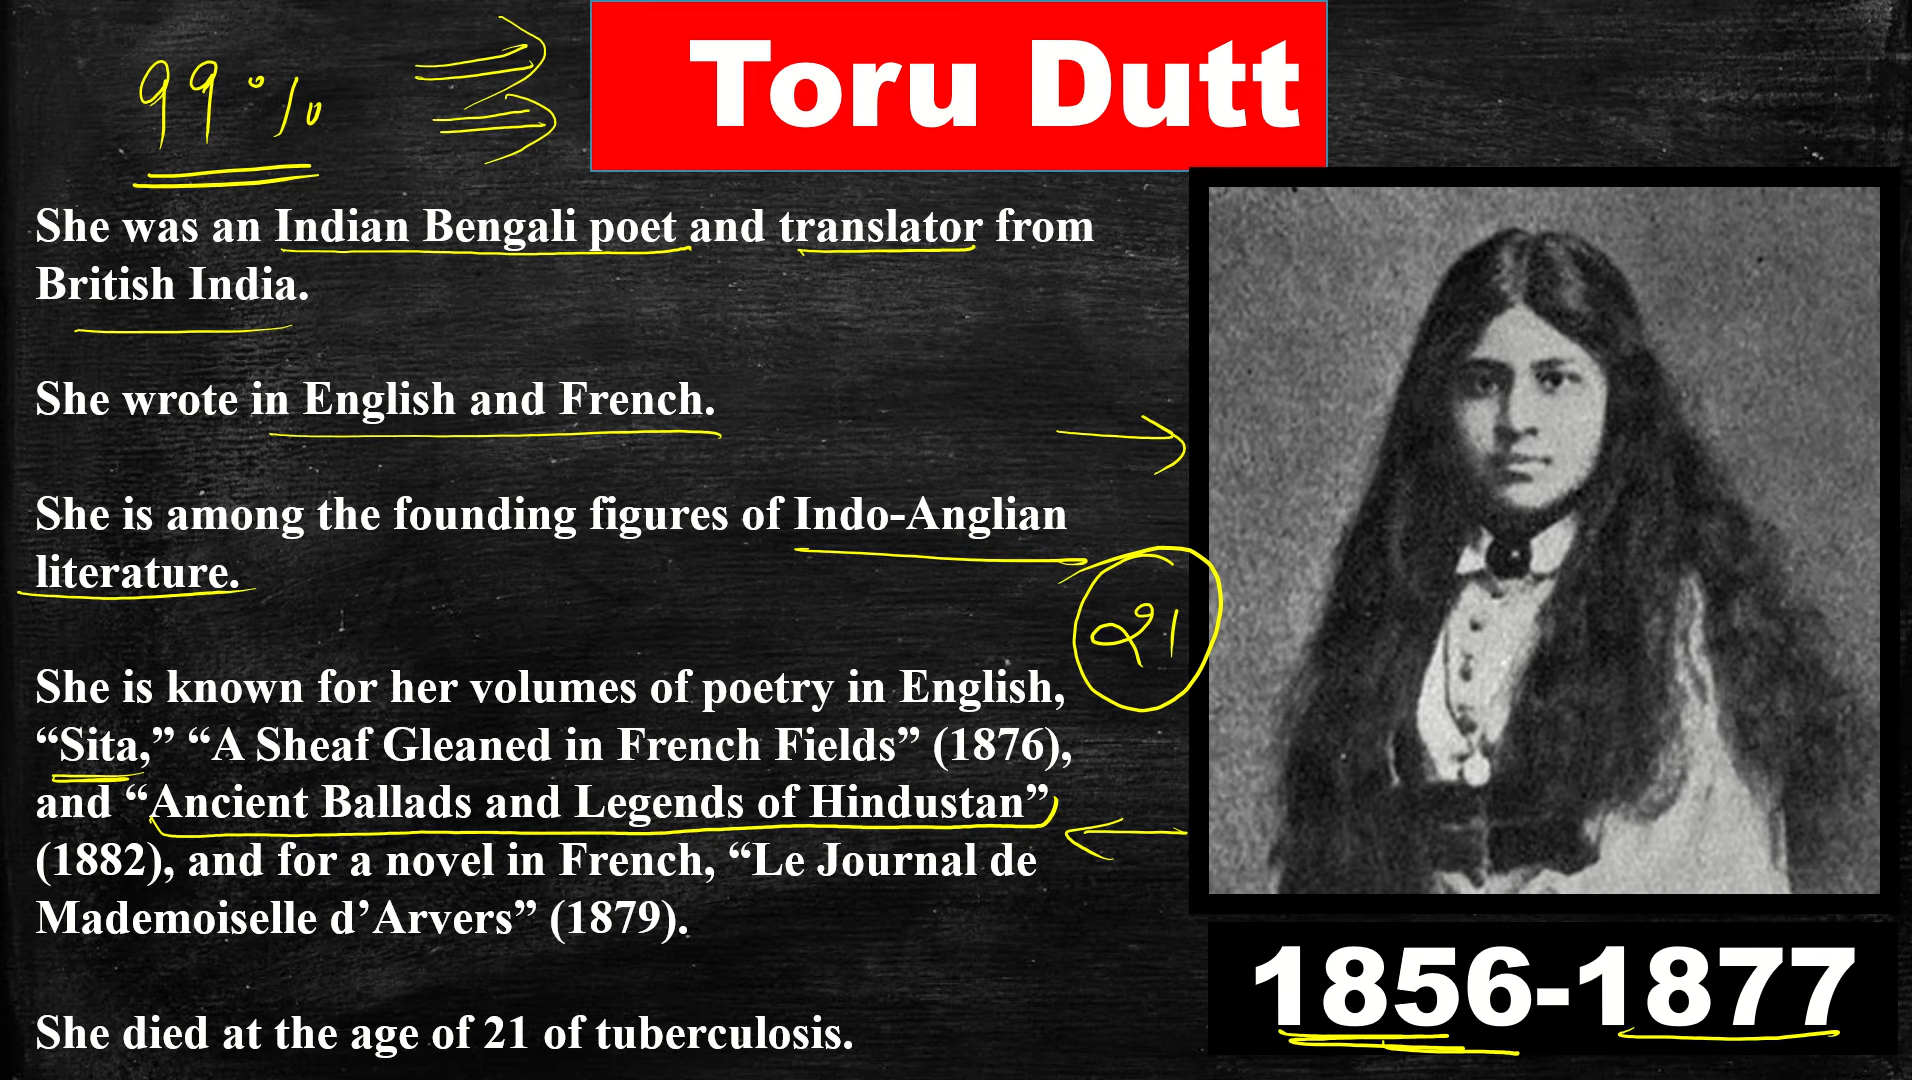 99%
Toru Dutt
She was an Indian Bengali poet and translator from
British India.
She wrote in English and French.
She is among the founding figures of Indo-Anglian
literature.
21
She is known for her volumes of poetry in English,
“Sita,” “A Sheaf Gleaned in French Fields” (1876),
and “Ancient Ballads and Legends of Hindustan”
(1882), and for a novel in French, “Le Journal de
Mademoiselle d’Arvers” (1879).
She died at the age of 21 of tuberculosis.
1856-1877